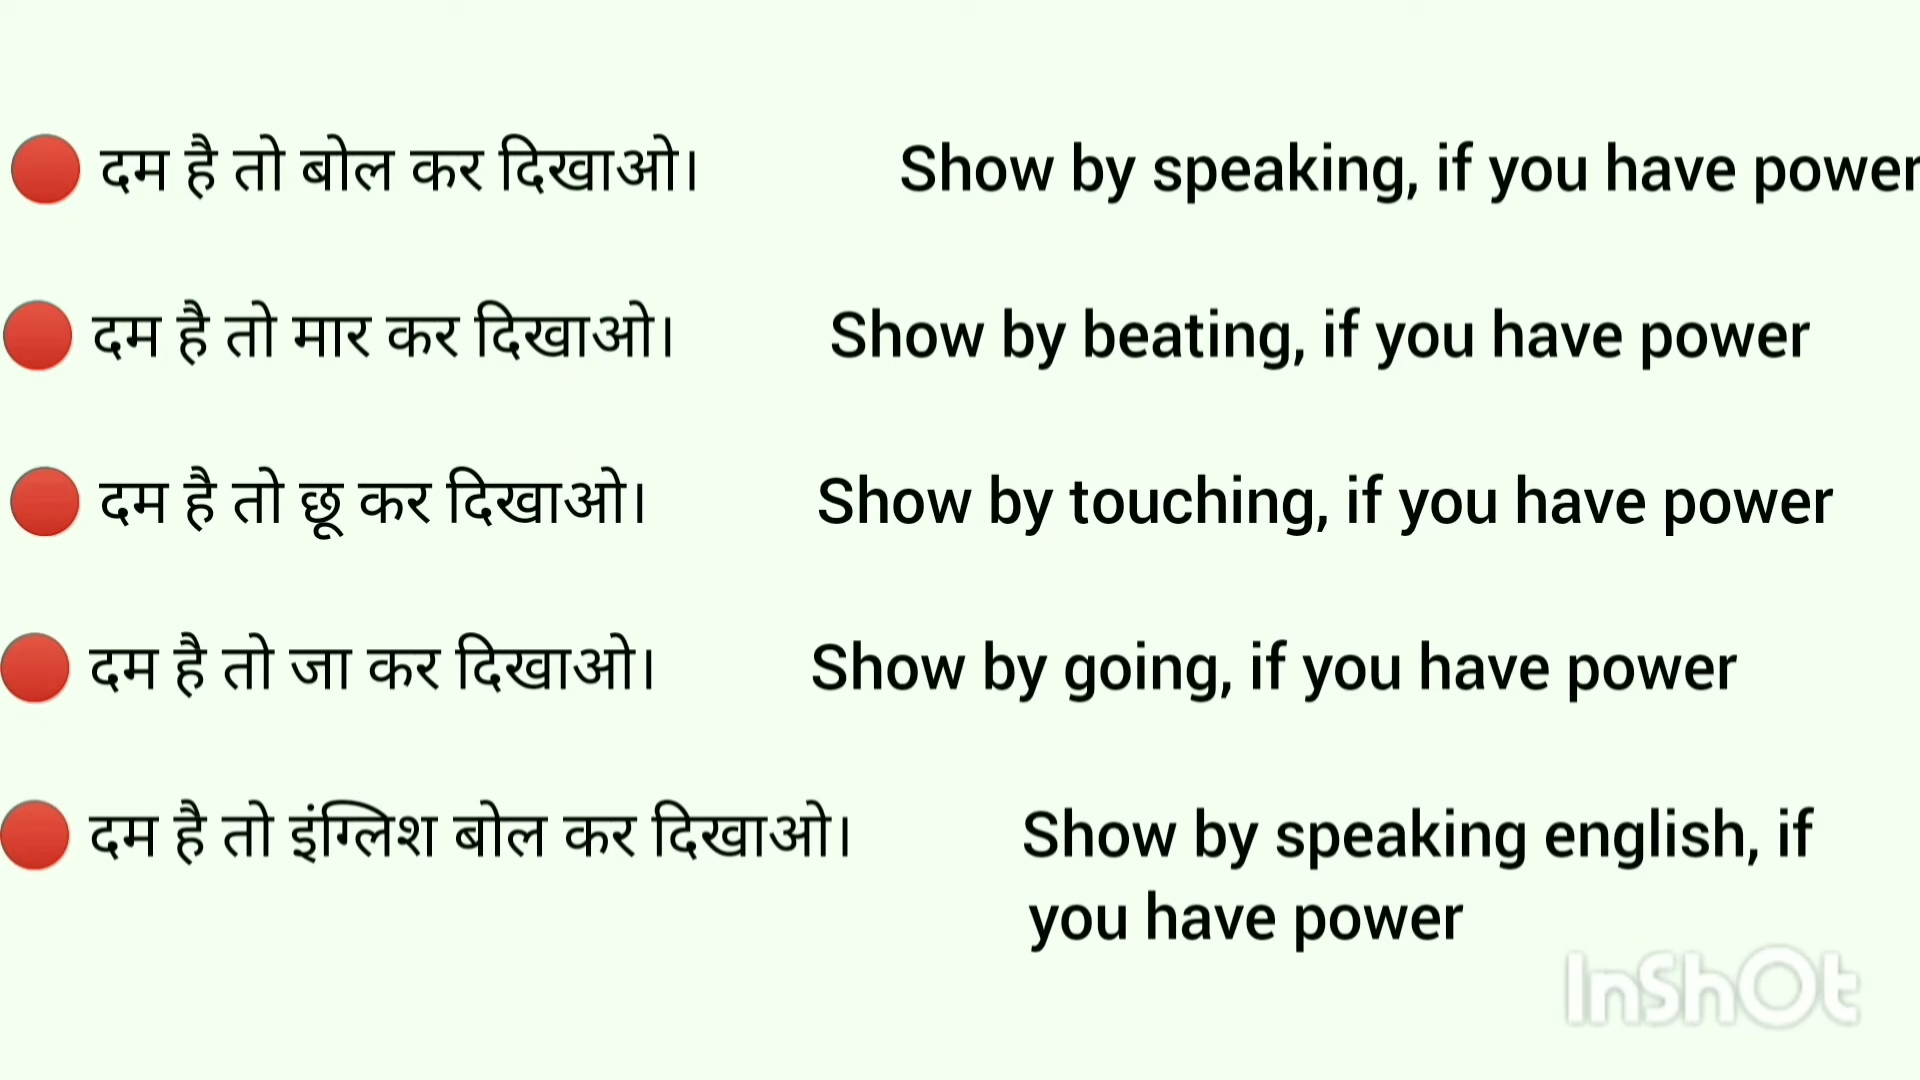 दम है तो बोल कर दिखाओ। Show by speaking, if you have power
दम है तो मार कर दिखाओ। Show by beating, if you have power
दम है तो छू कर दिखाओ। Show by touching, if you have power
दम है तो जा कर दिखाओ। Show by going, if you have power
दम है तो इंग्लिश बोल कर दिखाओ। Show by speaking english, if
you have power
InShOt